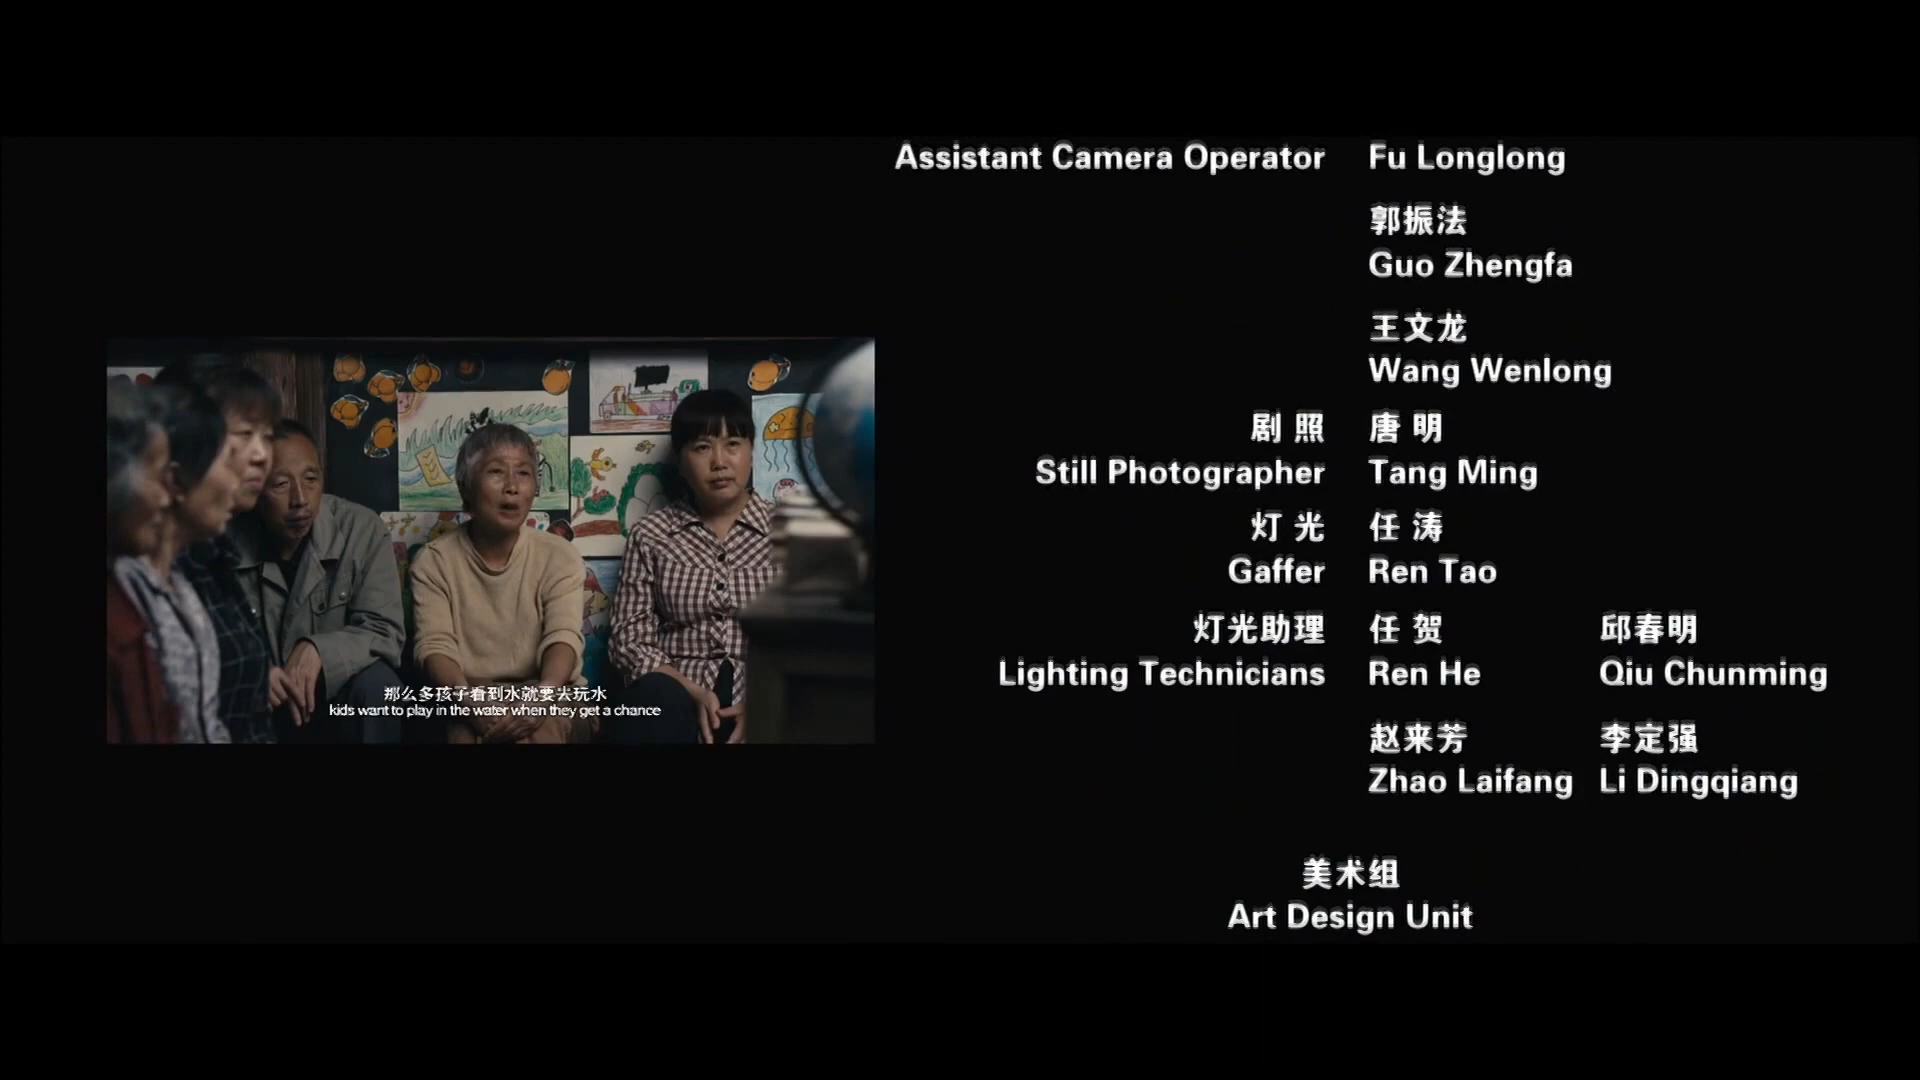 Assistant Camera Operator Fu Longlong
郭振法
Guo Zhengfa
王文龙
Wang Wenlong
剧 照 唐 明
Still Photographer Tang Ming
灯 光 任 涛
Gaffer Ren Tao
灯光助理 任 贺 邱春明
Lighting Technicians Ren He Qiu Chunming
赵来芳 李定强
Zhao Laifang Li Dingqiang
美术组
Art Design Unit
那么多孩子看到水就要去玩水
kids want to play in the water when they get a chance